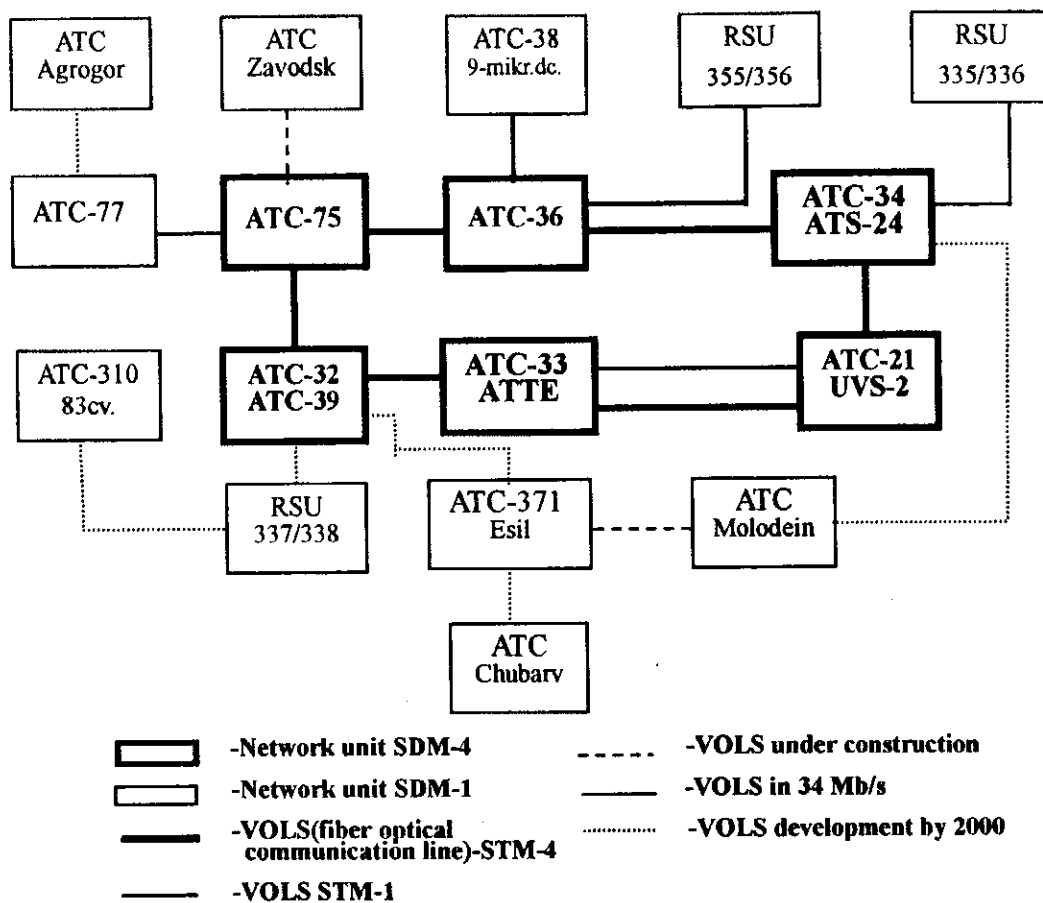 ATC
Agrogor
ATC
Zavodsk
ATC-38
9-mikr.dc.
RSU
355/356
RSU
335/336
ATC-77
ATC-75
ATC-36
ATC-34
ATS-24
ATC-310
83cv.
ATC-32
ATC-39
ATC-33
ATTE
ATC-21
UVS-2
RSU
337/338
ATC-371
Esil
ATC
Molodein
ATC
Chubarv
-Network unit SDM-4
-Network unit SDM-1
-VOLS(fiber optical
communication line)-STM-4
-VOLS STM-1
-VOLS under construction
-VOLS in 34 Mb/s
-VOLS development by 2000